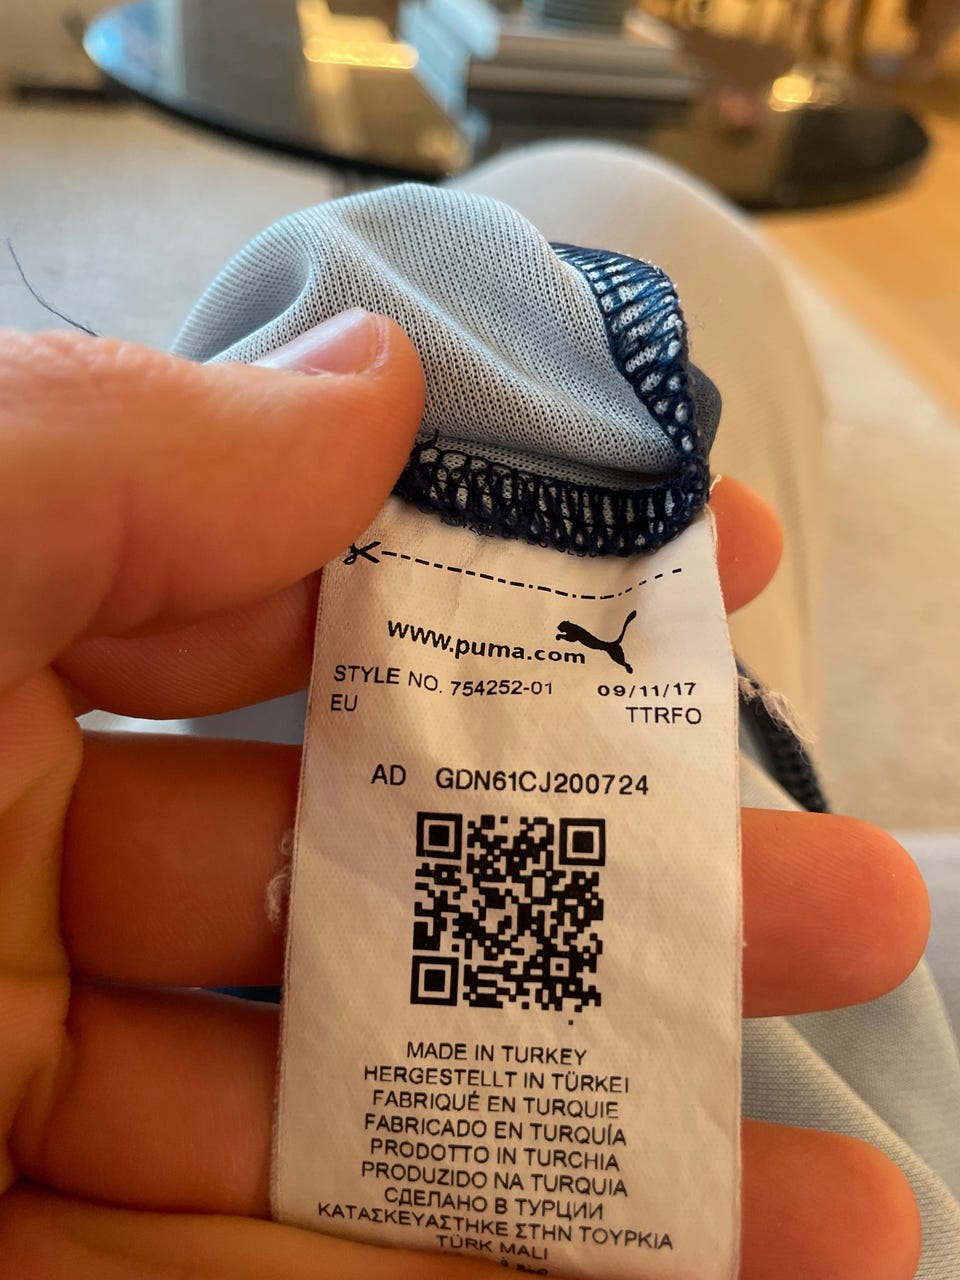 www.puma.com
STYLE NO. 754252-01 09/11/17
EU TTRFO
AD GDN61CJ200724
MADE IN TURKEY
HERGESTELLT IN TÜRKEI
FABRIQUÉ EN TURQUIE
FABRICADO EN TURQUÍA
PRODOTTO IN TURCHIA
PRODUZIDO NA TURQUIA
СДЕЛАНО В ТУРЦИИ
ΚΑΤΑΣΚΕΥΑΣΤΗΚΕ ΣΤΗΝ ΤΟΥΡΚΙΑ
TÜRK MALI